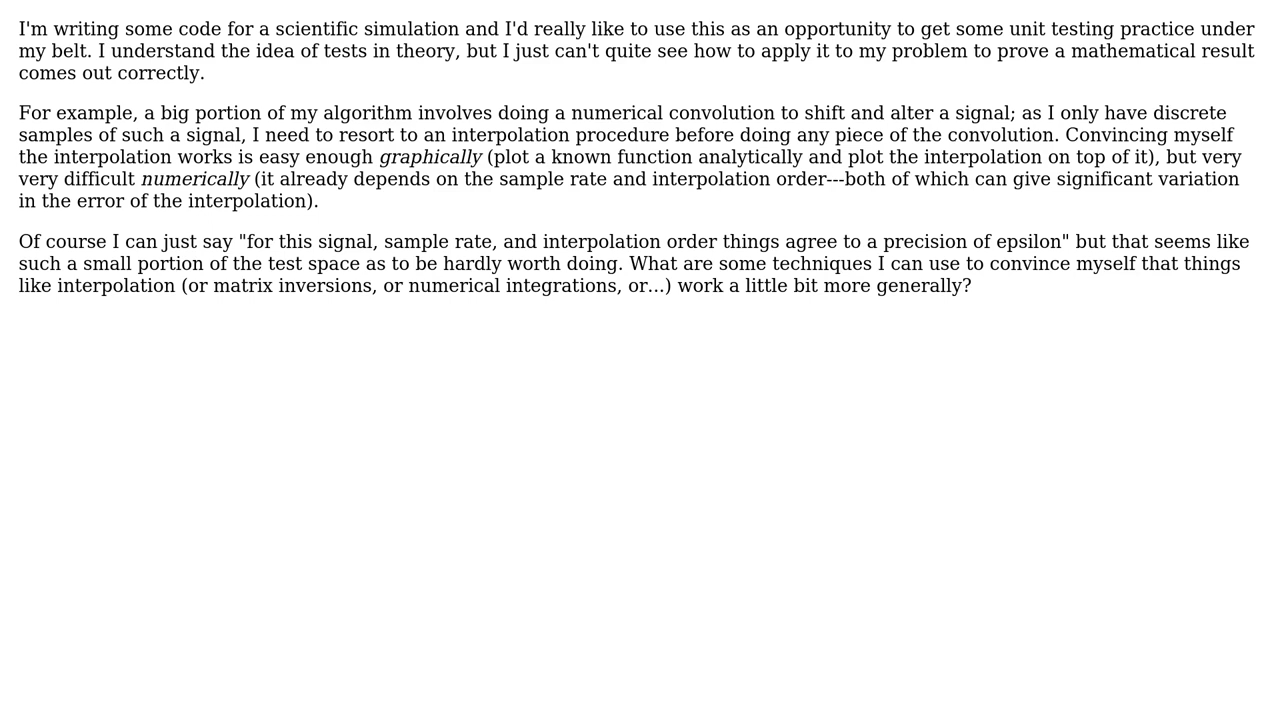 I'm writing some code for a scientific simulation and I'd really like to use this as an opportunity to get some unit testing practice under
my belt. I understand the idea of tests in theory, but I just can't quite see how to apply it to my problem to prove a mathematical result
comes out correctly.
For example, a big portion of my algorithm involves doing a numerical convolution to shift and alter a signal; as I only have discrete
samples of such a signal, I need to resort to an interpolation procedure before doing any piece of the convolution. Convincing myself
the interpolation works is easy enough graphically (plot a known function analytically and plot the interpolation on top of it), but very
very difficult numerically (it already depends on the sample rate and interpolation order---both of which can give significant variation
in the error of the interpolation).
Of course I can just say "for this signal, sample rate, and interpolation order things agree to a precision of epsilon" but that seems like
such a small portion of the test space as to be hardly worth doing. What are some techniques I can use to convince myself that things
like interpolation (or matrix inversions, or numerical integrations, or...) work a little bit more generally?